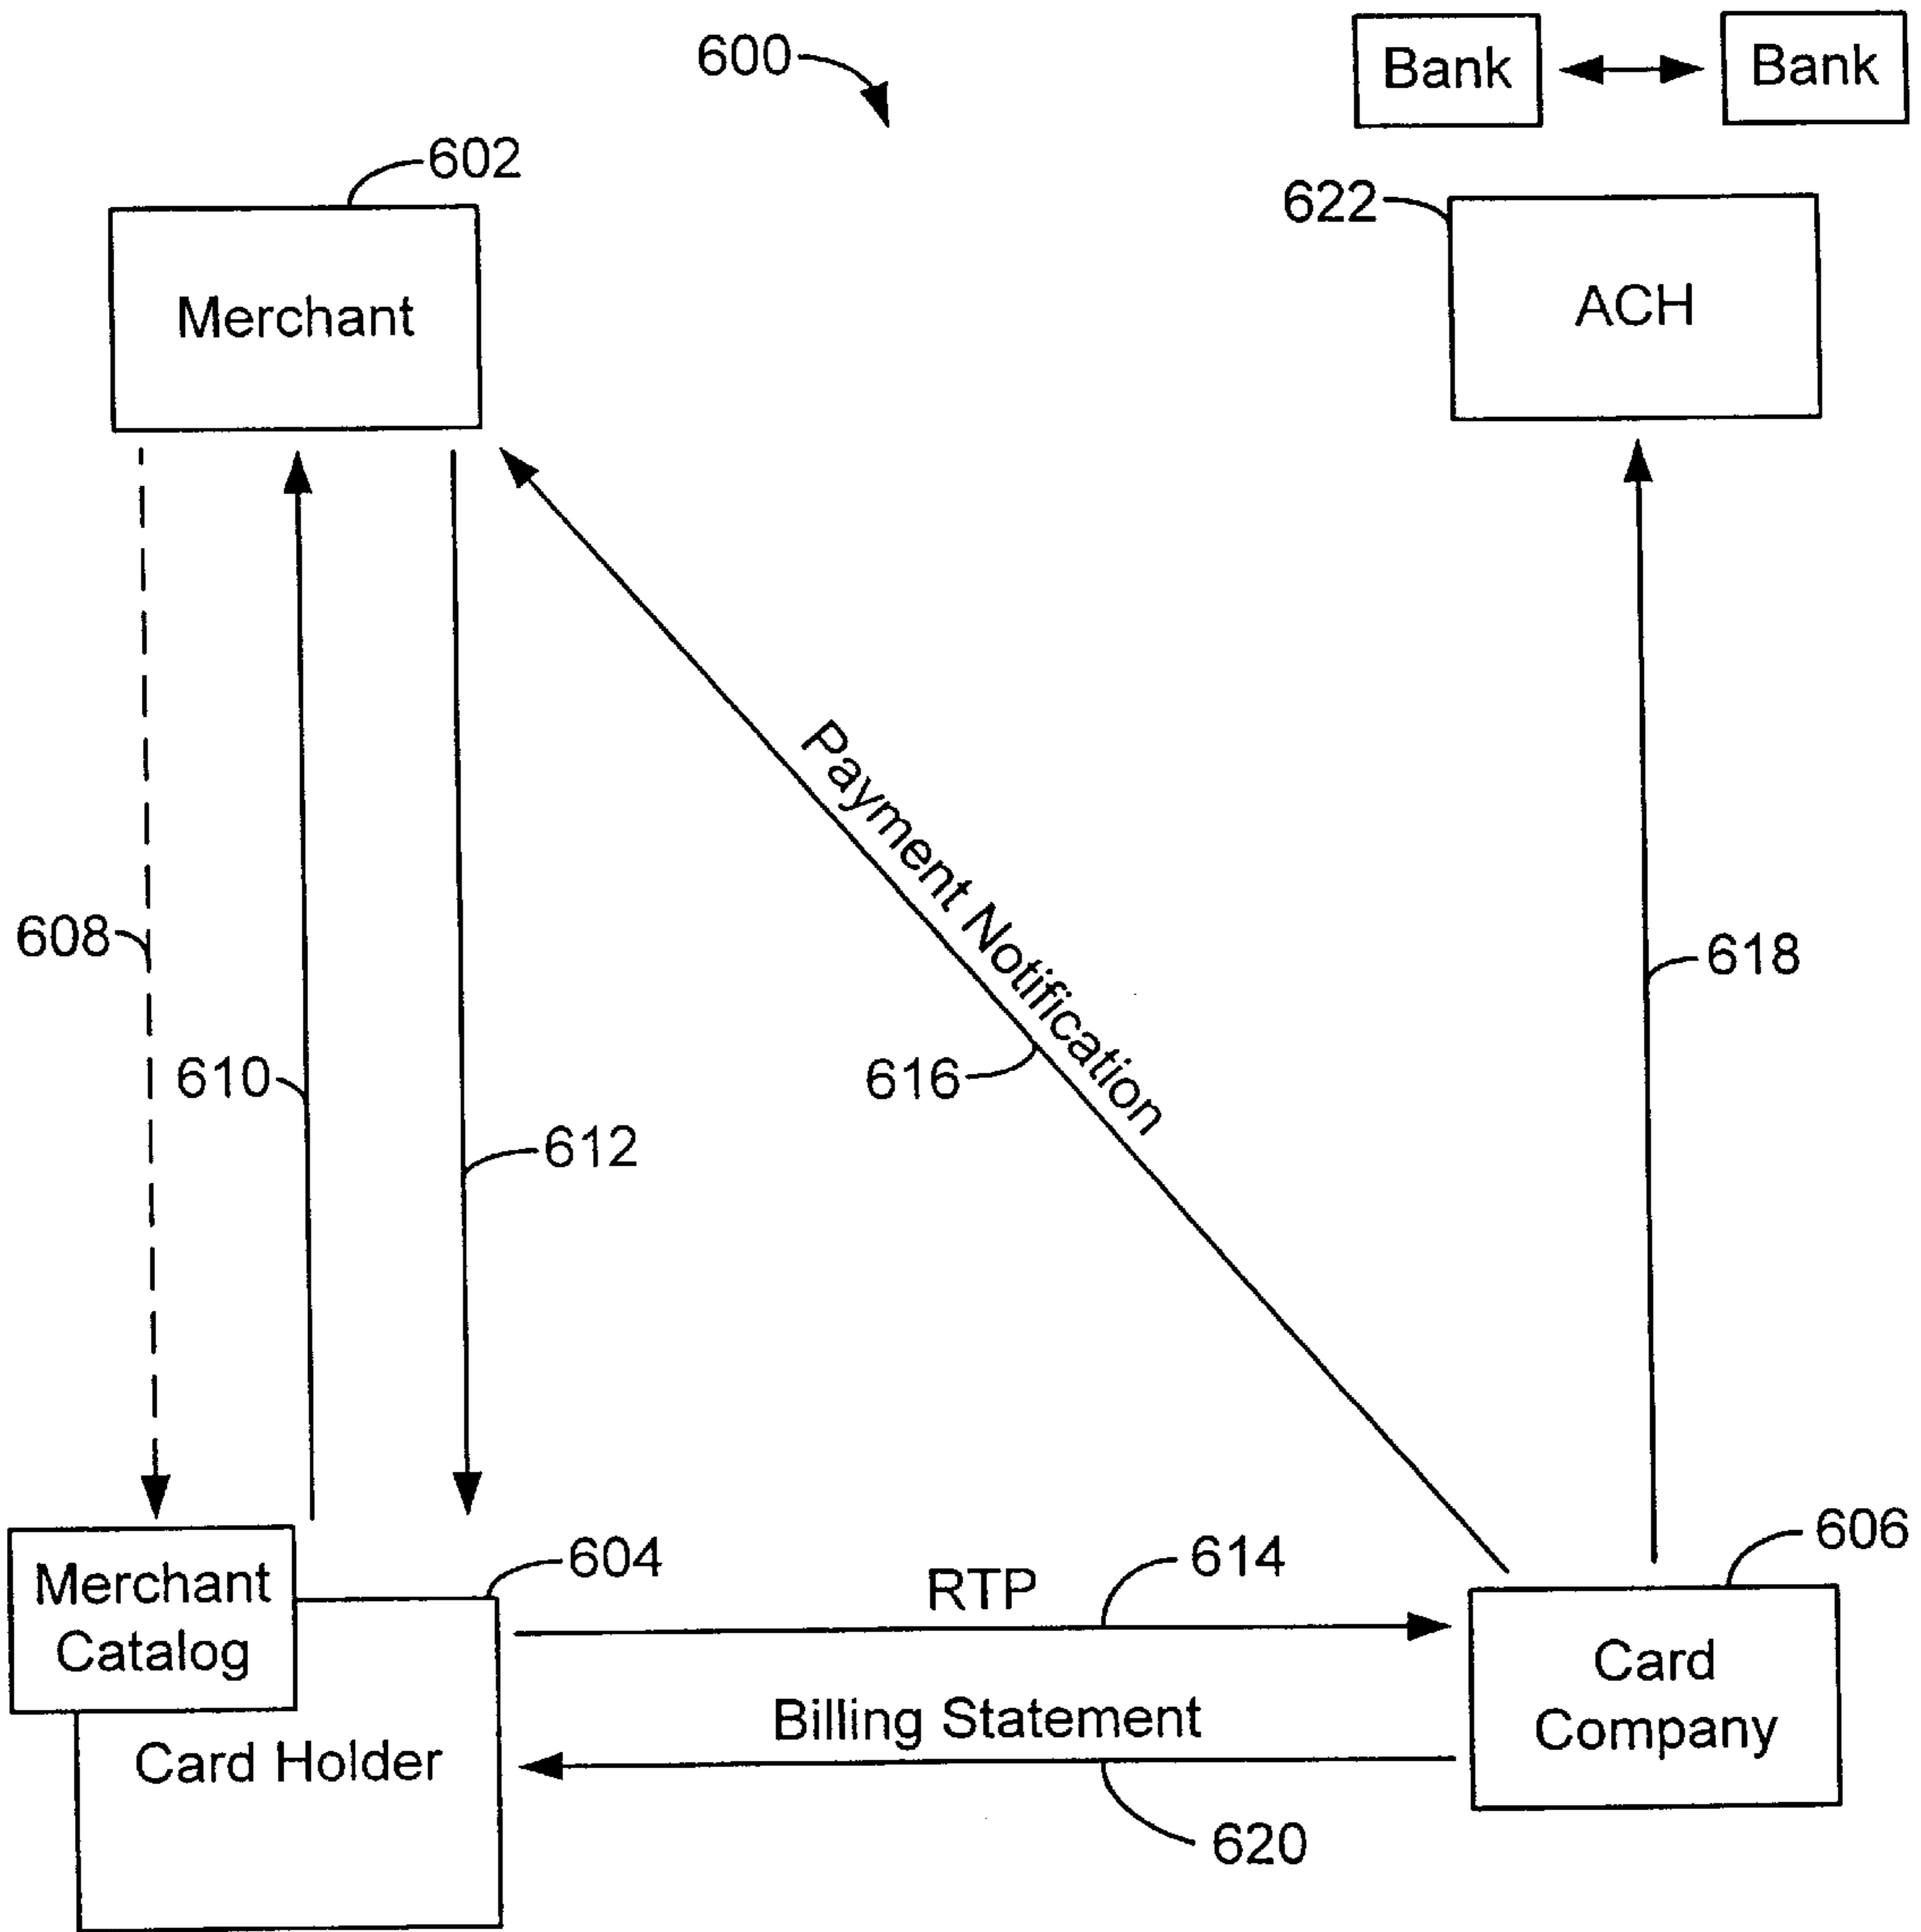 600
Bank
Bank
602
622
Merchant
ACH
Payment Notification
608
618
610
616
612
606
604
614
RTP
Merchant
Catalog
Card
Company
Billing Statement
Card Holder
620